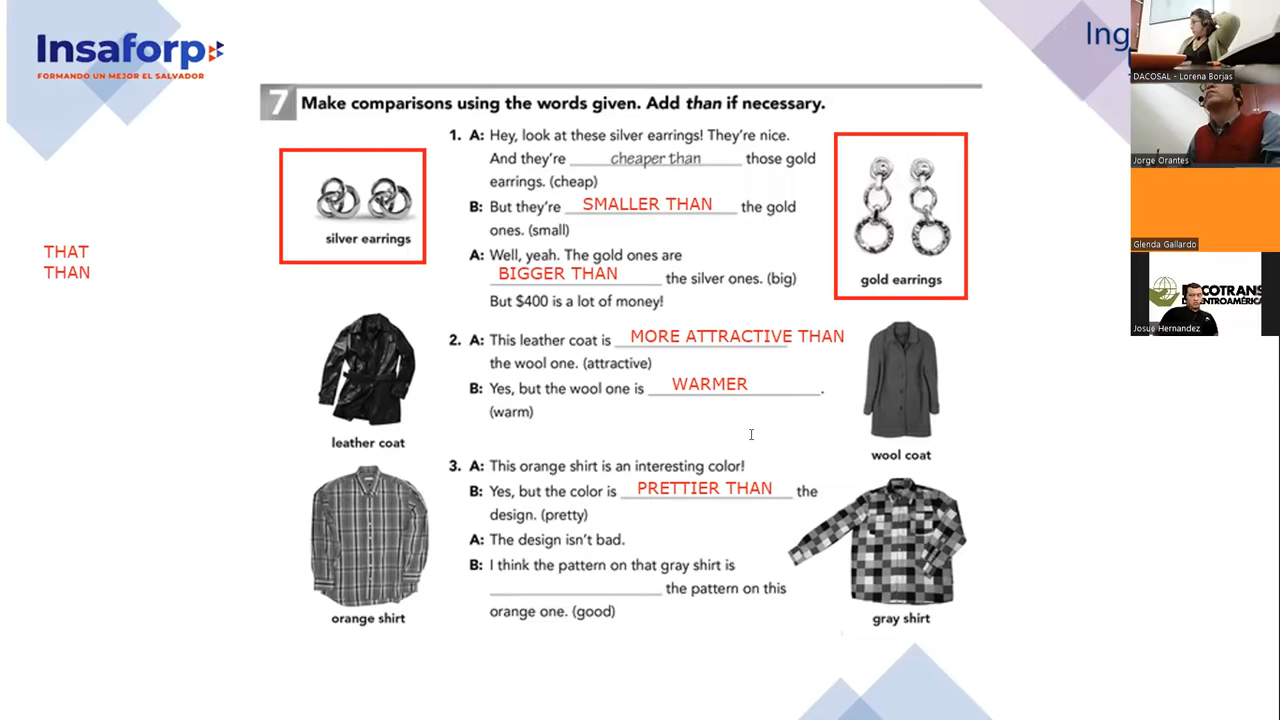 Insaforp
FORMANDO UN MEJOR EL SALVADOR
Ing
7 Make comparisons using the words given. Add than if necessary.
1. A: Hey, look at these silver earrings! They're nice.
And they're cheaper than those gold
earrings. (cheap)
B: But they're SMALLER THAN the gold
ones. (small)
A: Well, yeah. The gold ones are
BIGGER THAN the silver ones. (big)
But $400 is a lot of money!
silver earrings
gold earrings
THAT
THAN
2. A: This leather coat is MORE ATTRACTIVE THAN
the wool one. (attractive)
B: Yes, but the wool one is WARMER.
(warm)
leather coat
wool coat
3. A: This orange shirt is an interesting color!
B: Yes, but the color is PRETTIER THAN the
design. (pretty)
A: The design isn't bad.
B: I think the pattern on that gray shirt is
the pattern on this
orange one. (good)
orange shirt
gray shirt
DACOSAL - Lorena Borjas
Jorge Orantes
Glenda Gallardo
Josue Hernandez